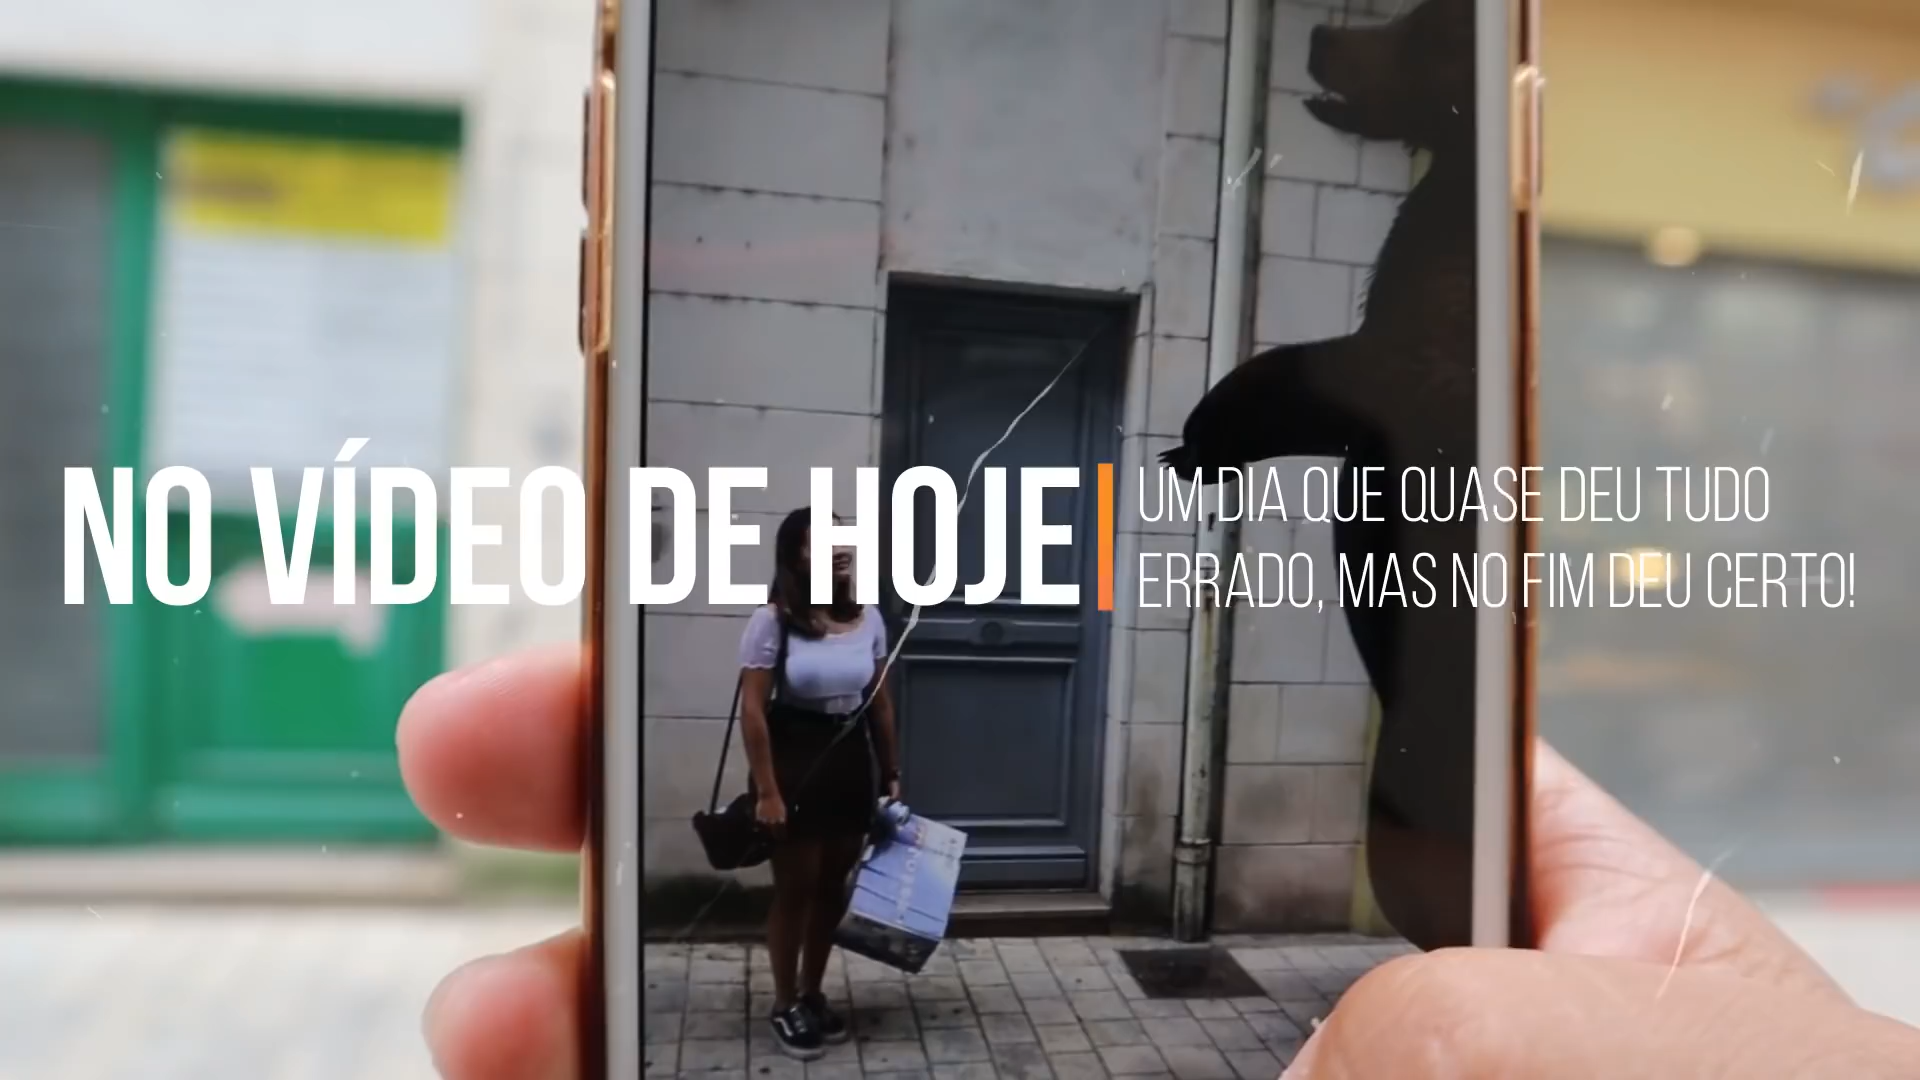 NO VÍDEO DE HOJE
UM DIA QUE QUASE DEU TUDO
ERRADO, MAS NO FIM DEU CERTO!